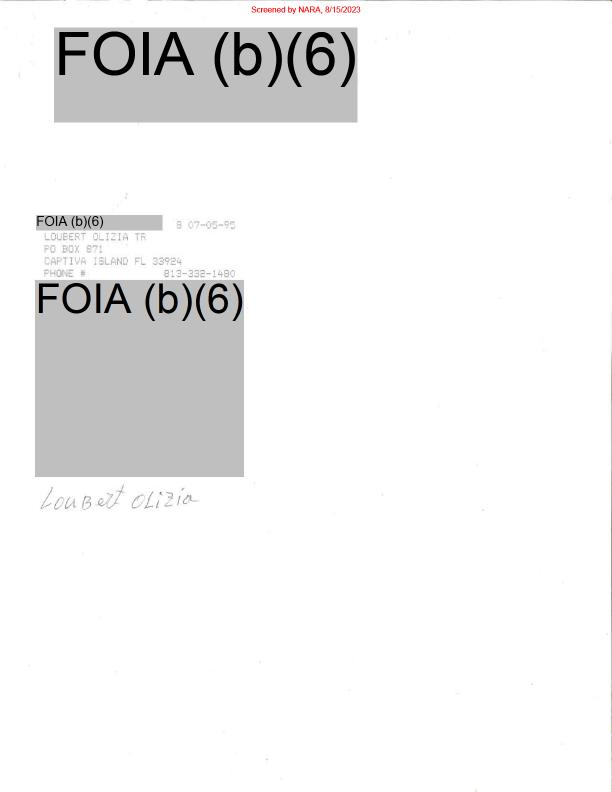 Screened by NARA, 8/15/2023
FOIA (b)(6)
FOIA (b)(6) 8 07-05-95
LOUBERT OLIZIA TR
PO BOX 871
CAPTIVA ISLAND FL 33924
PHONE # 813-332-1480
FOIA (b)(6)
Loubert Olizia